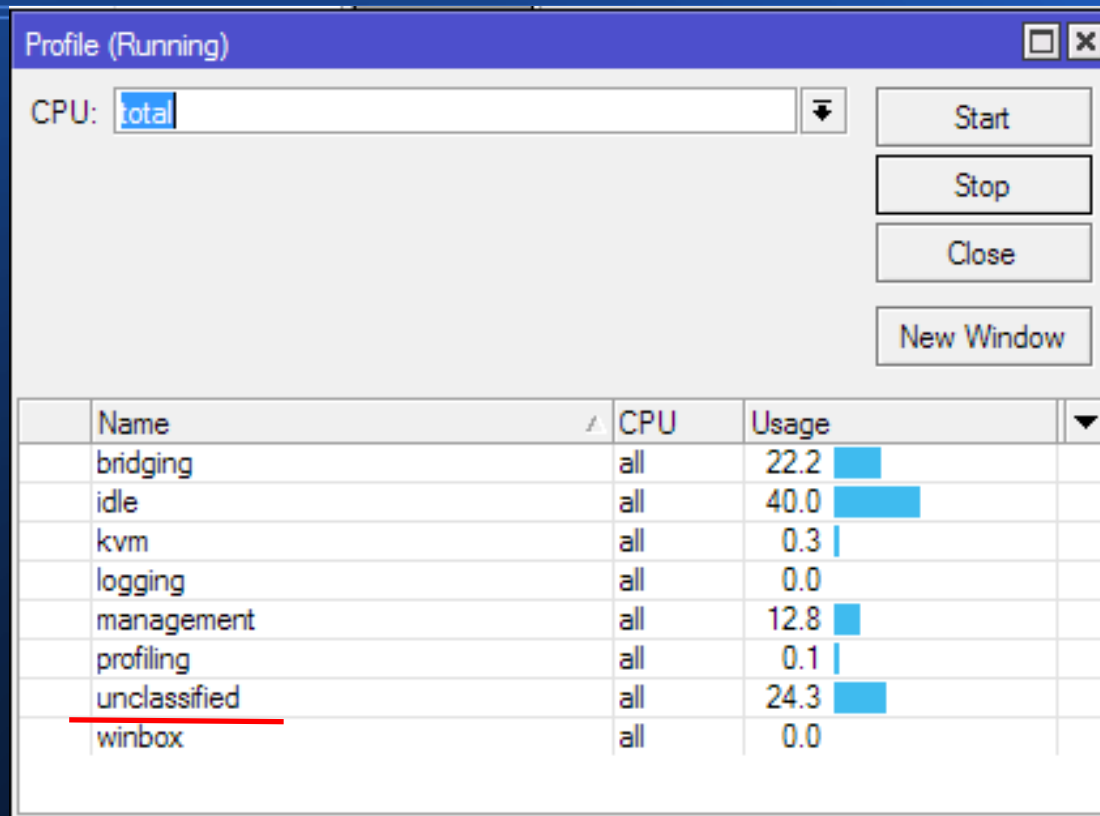 Profile (Running)
CPU: total
Start
Stop
Close
New Window
Name CPU Usage
bridging all 22.2
idle all 40.0
kvm all 0.3
logging all 0.0
management all 12.8
profiling all 0.1
unclassified all 24.3
winbox all 0.0